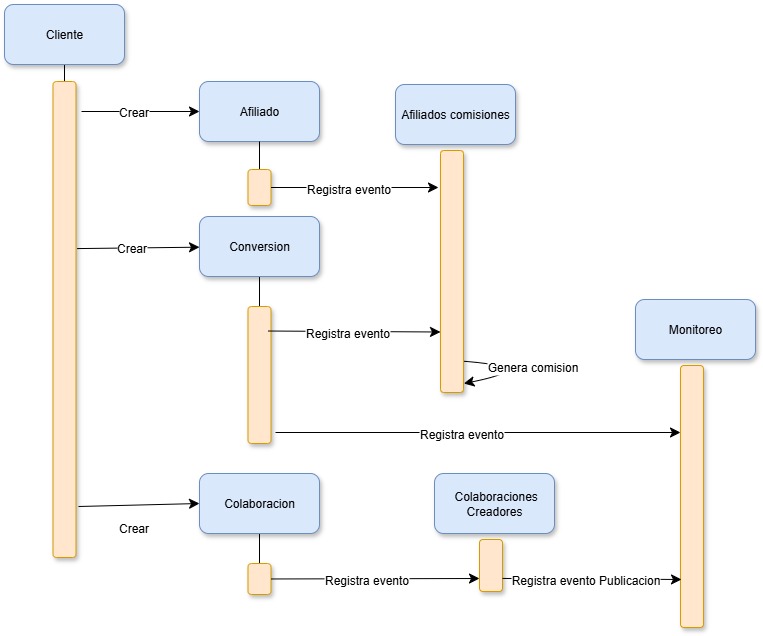 Cliente
Crear
Afiliado
Afiliados comisiones
Registra evento
Crear
Conversion
Registra evento
Monitoreo
Genera comision
Registra evento
Crear
Colaboracion
Colaboraciones
Creadores
Registra evento
Registra evento Publicacion